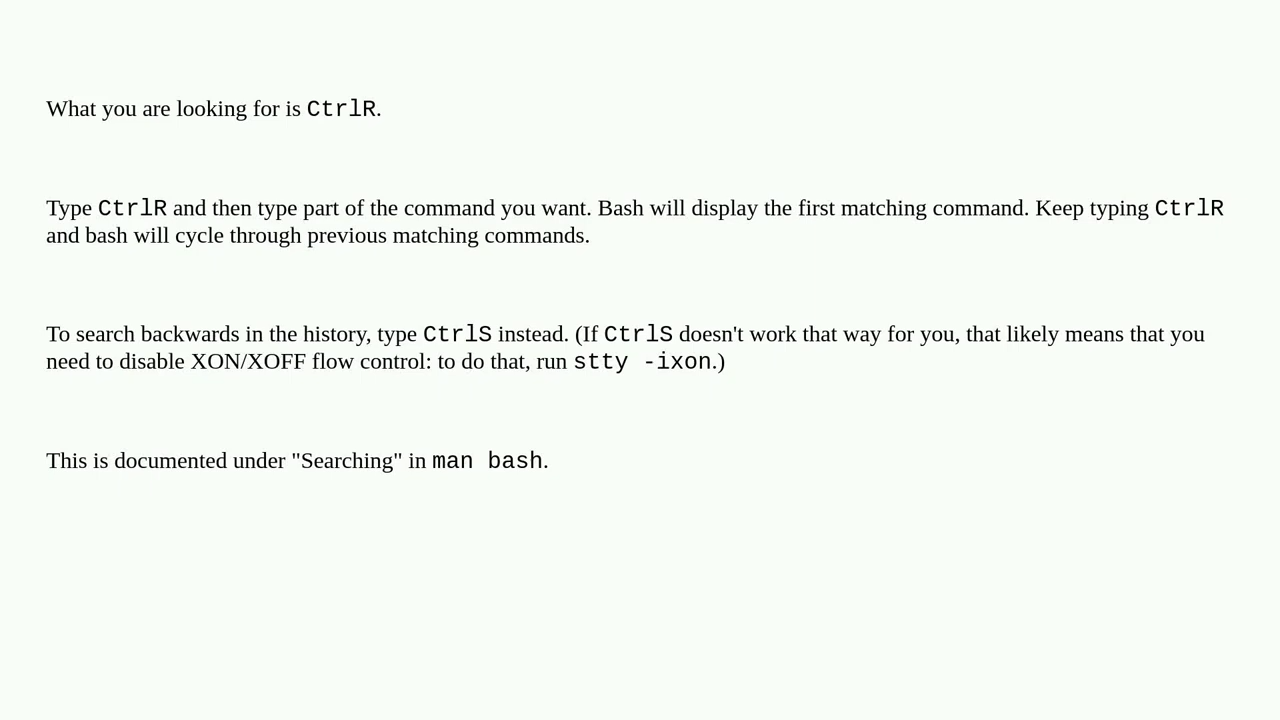 What you are looking for is CtrlR.
Type CtrlR and then type part of the command you want. Bash will display the first matching command. Keep typing CtrlR
and bash will cycle through previous matching commands.
To search backwards in the history, type CtrlS instead. (If CtrlS doesn't work that way for you, that likely means that you
need to disable XON/XOFF flow control: to do that, run stty -ixon.)
This is documented under "Searching" in man bash.